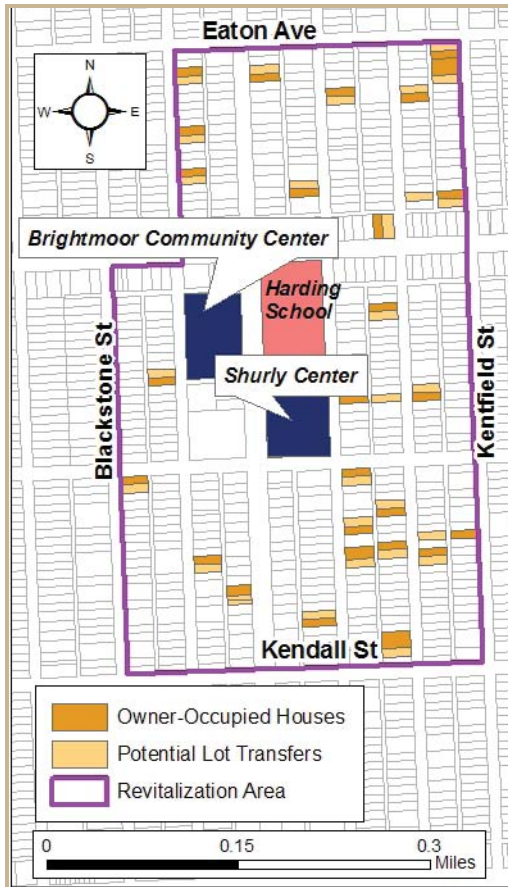 Eaton Ave
N
W
E
S
Brightmoor Community Center
Harding
School
Shurly Center
Blackstone St
Kentfield St
Kendall St
Owner-Occupied Houses
Potential Lot Transfers
Revitalization Area
0
0.15
0.3
Miles